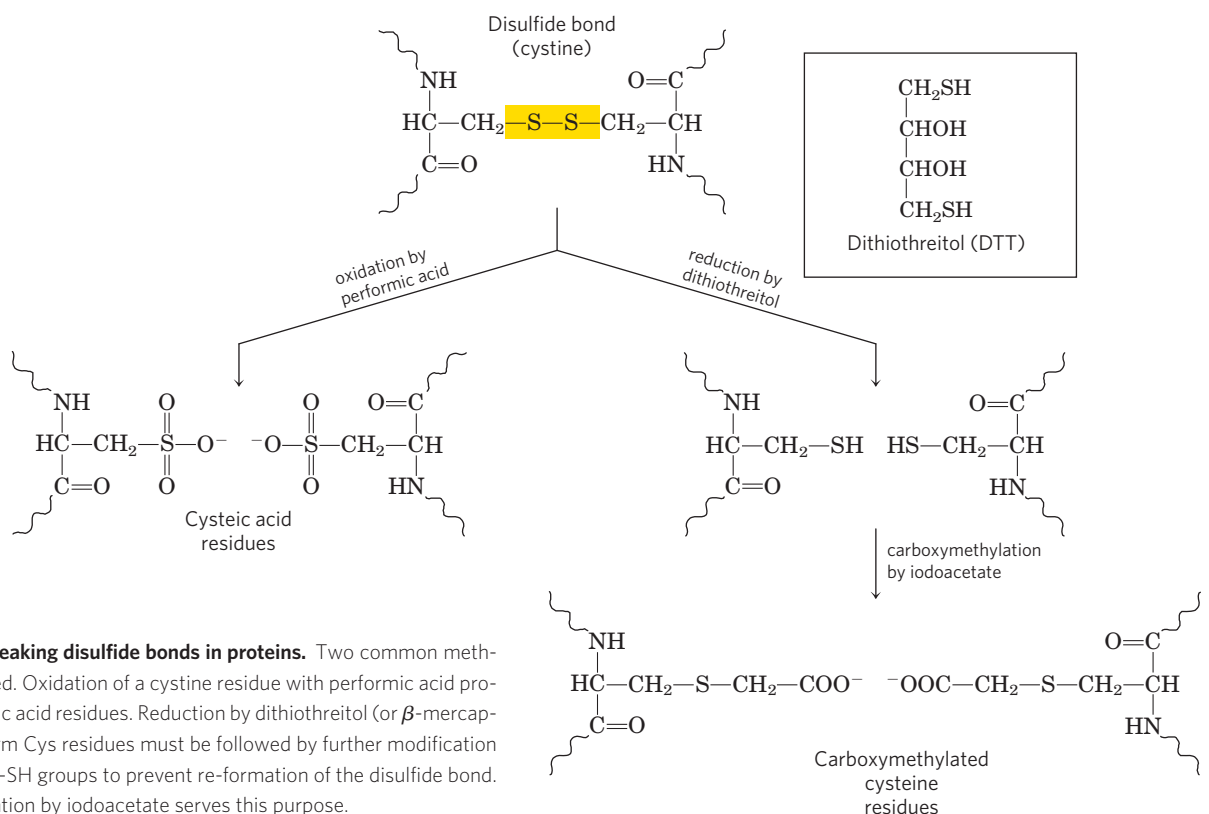 Disulfide bond
(cystine)
NH
O=C
HC—CH₂—S—S—CH₂—CH
C=O
HN
CH₂SH
CHOH
CHOH
CH₂SH
Dithiothreitol (DTT)
oxidation by
performic acid
reduction by
dithiothreitol
NH
O
O
O=C
HC—CH₂—S—O⁻
⁻O—S—CH₂—CH
C=O
O
O
HN
Cysteic acid
residues
NH
O=C
HC—CH₂—SH
HS—CH₂—CH
C=O
HN
carboxymethylation
by iodoacetate
NH
O=C
HC—CH₂—S—CH₂—COO⁻
⁻OOC—CH₂—S—CH₂—CH
C=O
HN
Carboxymethylated
cysteine
residues
eaking disulfide bonds in proteins. Two common meth-
ed. Oxidation of a cystine residue with performic acid pro-
ic acid residues. Reduction by dithiothreitol (or β-mercap-
rm Cys residues must be followed by further modification
-SH groups to prevent re-formation of the disulfide bond.
ation by iodoacetate serves this purpose.